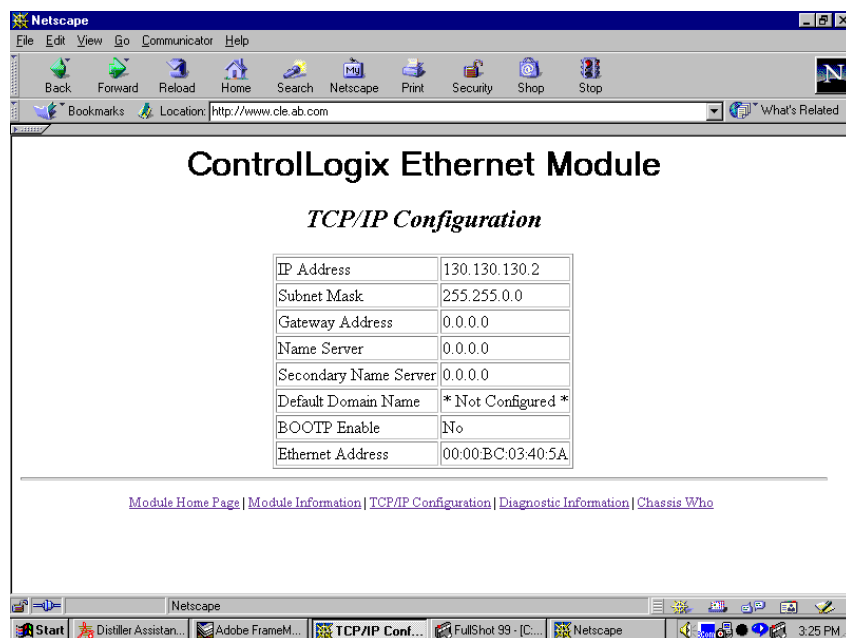 Netscape
File Edit View Go Communicator Help
Back Forward Reload Home Search Netscape Print Security Shop Stop
My
N
Bookmarks Location: http://www.cle.ab.com What's Related
ControlLogix Ethernet Module
TCP/IP Configuration
IP Address 130.130.130.2
Subnet Mask 255.255.0.0
Gateway Address 0.0.0.0
Name Server 0.0.0.0
Secondary Name Server 0.0.0.0
Default Domain Name * Not Configured *
BOOTP Enable No
Ethernet Address 00:00:BC:03:40:5A
Module Home Page | Module Information | TCP/IP Configuration | Diagnostic Information | Chassis Who
Netscape
Start Distiller Assistan... Adobe FrameM... TCP/IP Conf... FullShot 99 - [C:... Netscape 3:25 PM